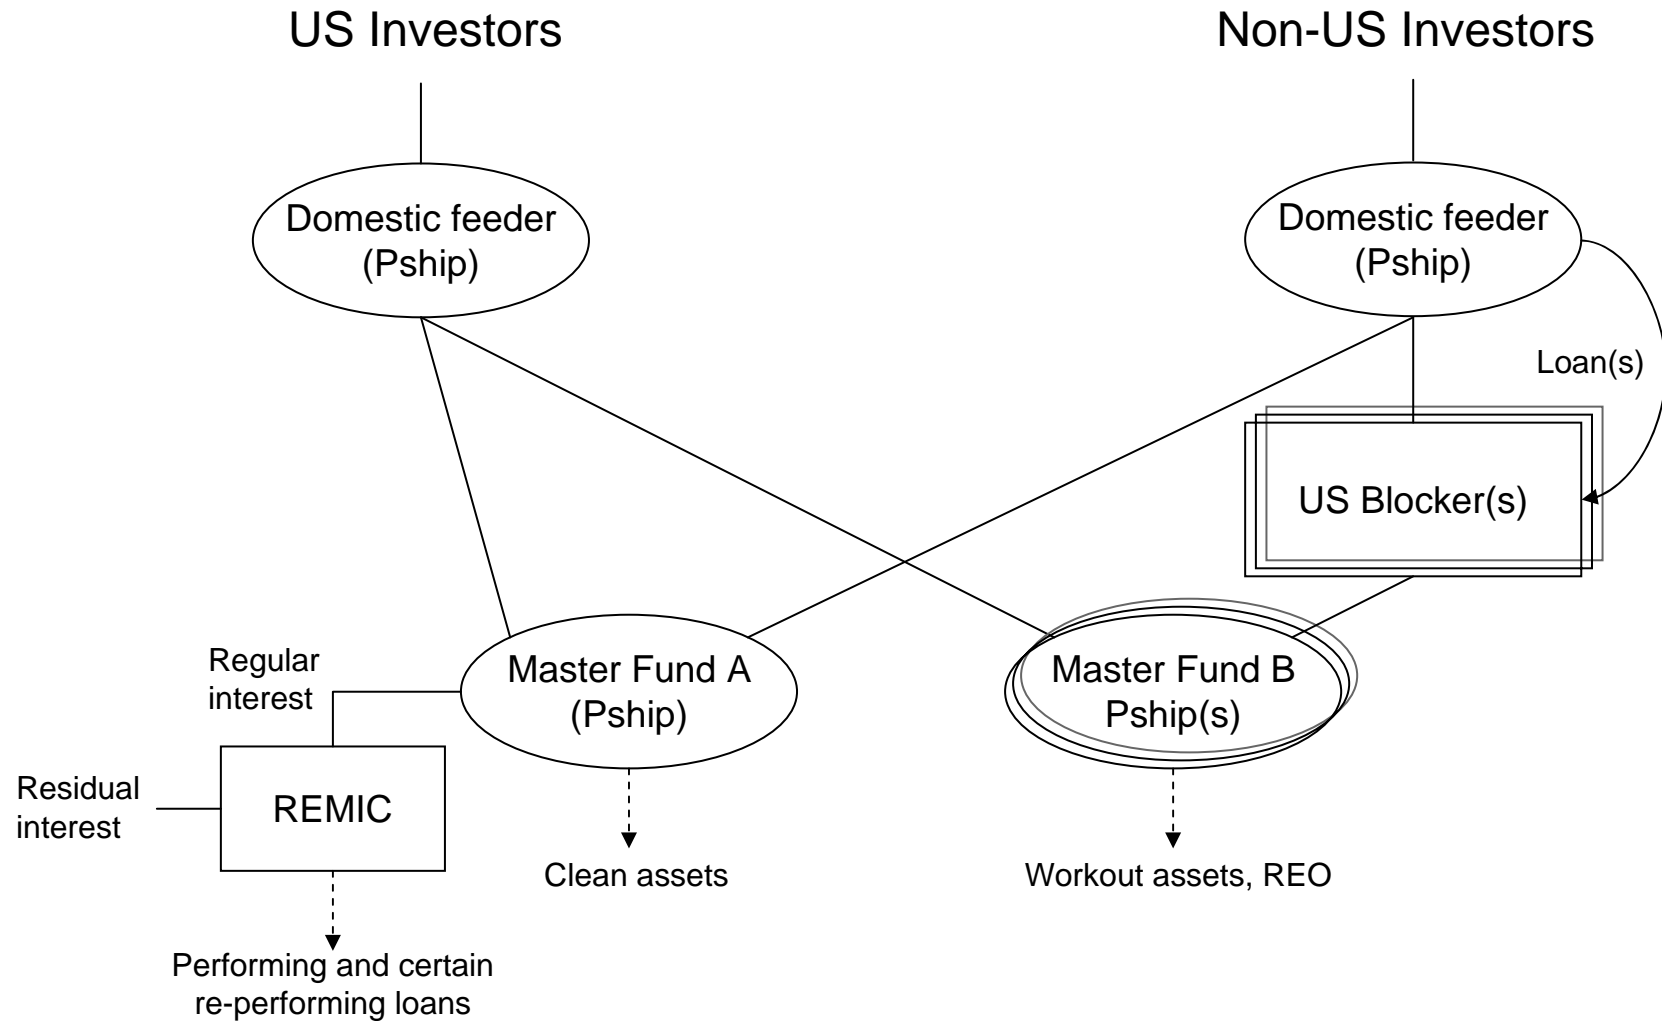 US Investors
Non-US Investors
Domestic feeder
(Pship)
Domestic feeder
(Pship)
Loan(s)
US Blocker(s)
Regular
interest
Master Fund A
(Pship)
Master Fund B
Pship(s)
Residual
interest
REMIC
Clean assets
Workout assets, REO
Performing and certain
re-performing loans